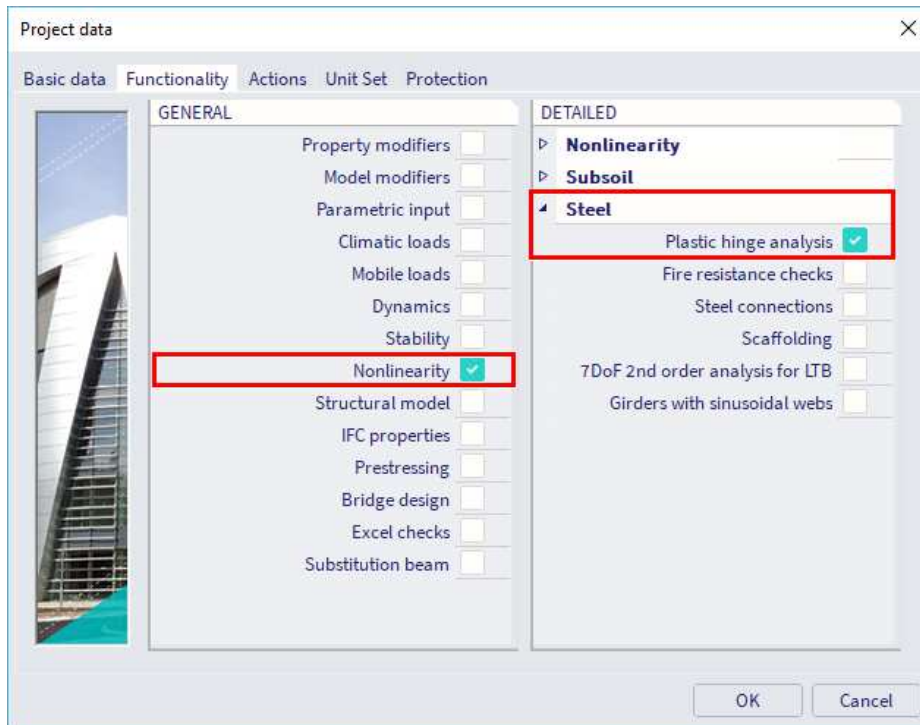 Project data
Basic data Functionality Actions Unit Set Protection
GENERAL
Property modifiers
Model modifiers
Parametric input
Climatic loads
Mobile loads
Dynamics
Stability
Nonlinearity
Structural model
IFC properties
Prestressing
Bridge design
Excel checks
Substitution beam
DETAILED
Nonlinearity
Subsoil
Steel
Plastic hinge analysis
Fire resistance checks
Steel connections
Scaffolding
7DoF 2nd order analysis for LTB
Girders with sinusoidal webs
OK Cancel